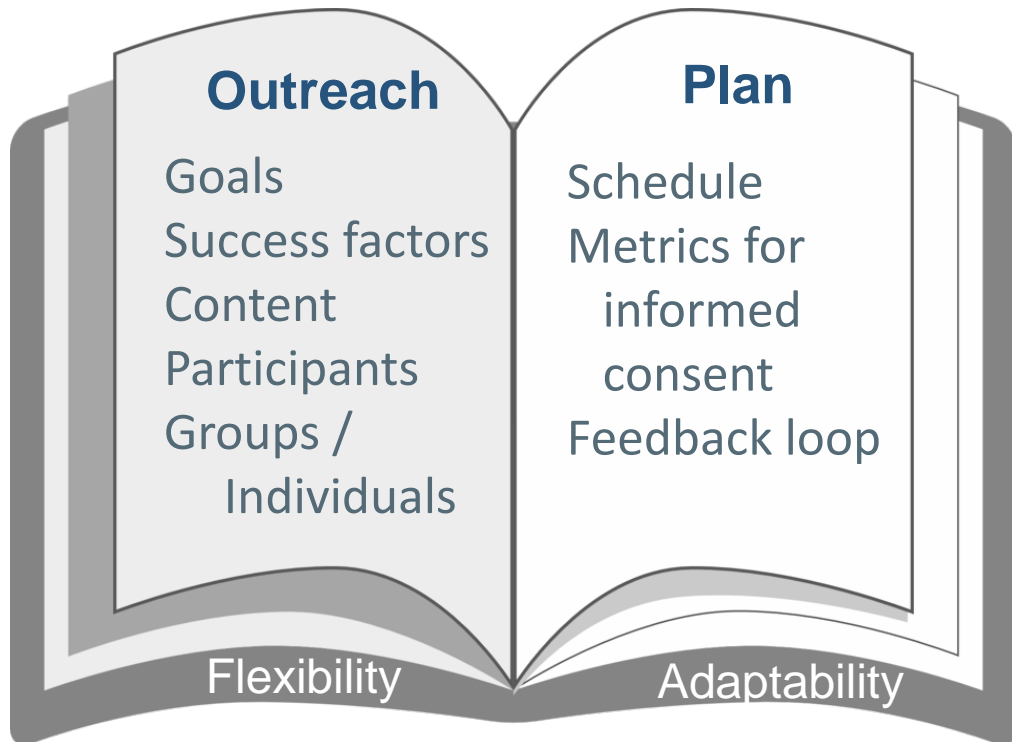 Outreach
Goals
Success factors
Content
Participants
Groups /
Individuals
Flexibility
Plan
Schedule
Metrics for
informed
consent
Feedback loop
Adaptability